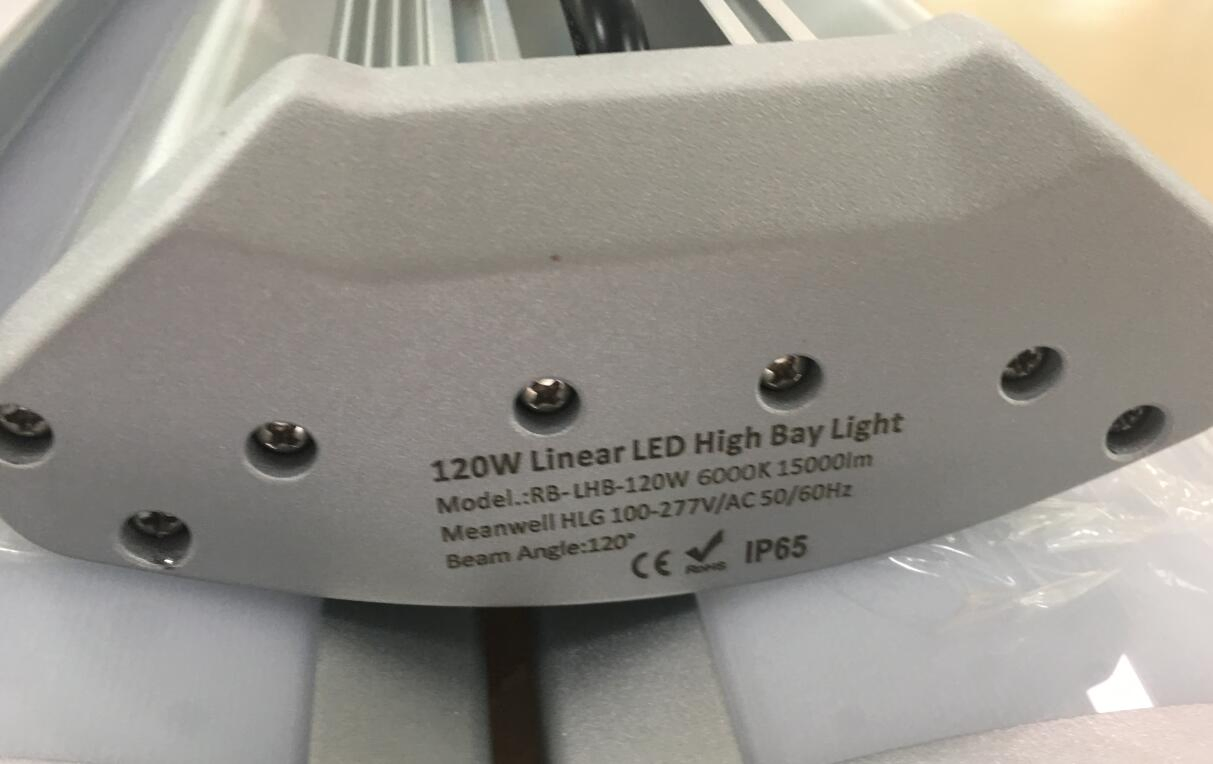 120W Linear LED High Bay Light
Model.:RB-LHB-120W 6000K 15000lm
Meanwell HLG 100-277V/AC 50/60Hz
Beam Angle:120°
CE RoHS IP65